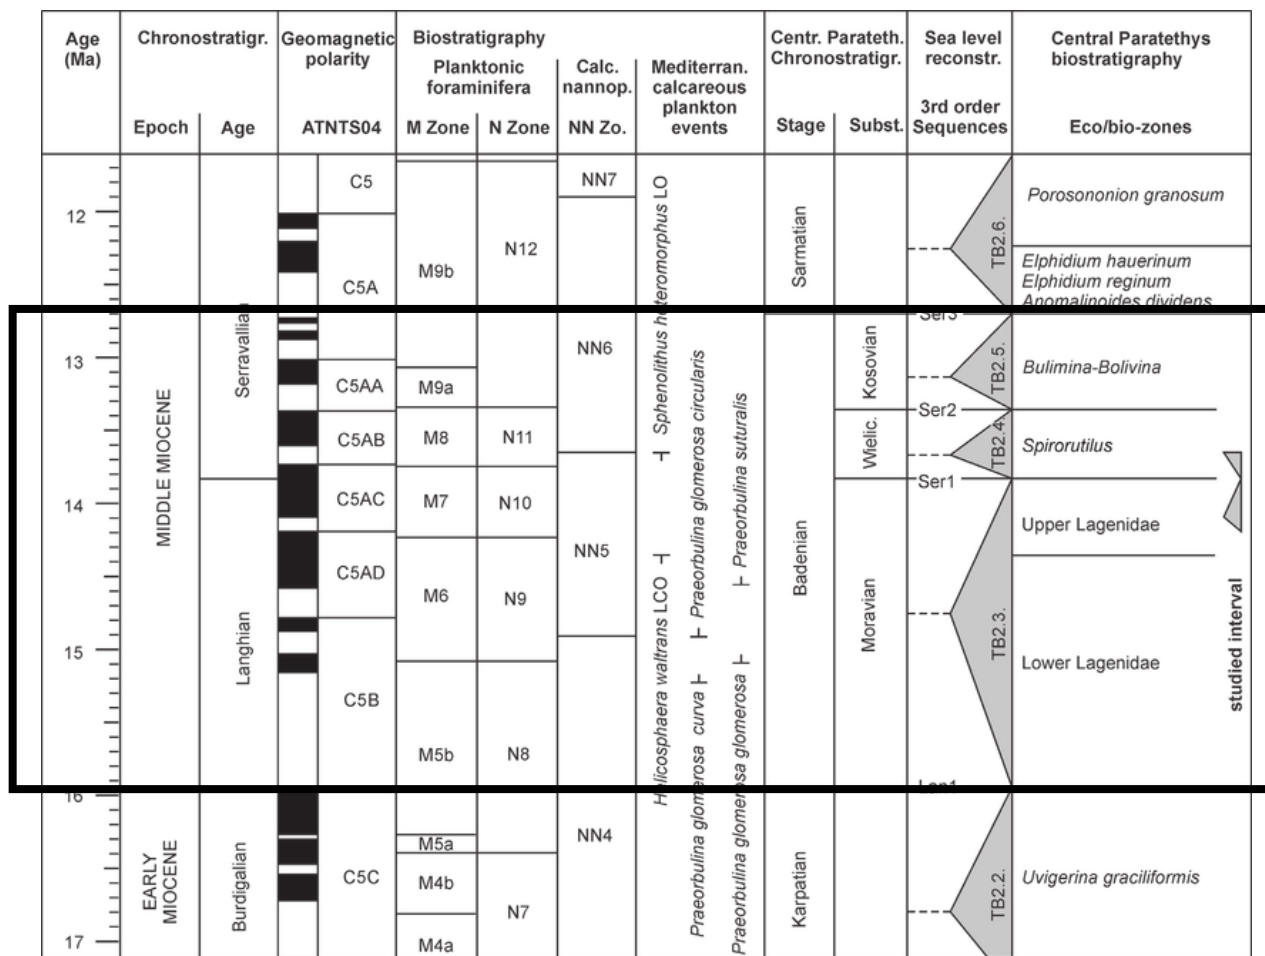 Age
(Ma)
Chronostratigr.
Epoch
Age
Geomagnetic
polarity
ATNTS04
Biostratigraphy
Planktonic
foraminifera
M Zone
N Zone
Calc.
nannop.
NN Zo.
Mediterran.
calcareous
plankton
events
Centr. Parateth.
Chronostratigr.
Stage
Subst.
Sea level
reconstr.
3rd order
Sequences
Central Paratethys
biostratigraphy
Eco/bio-zones
12
13
14
15
16
17
MIDDLE MIOCENE
EARLY
MIOCENE
Serravallian
Langhian
Burdigalian
C5
C5A
C5AA
C5AB
C5AC
C5AD
C5B
C5C
M9b
M9a
M8
M7
M6
M5b
M5a
M4b
M4a
N12
N11
N10
N9
N8
N7
NN7
NN6
NN5
NN4
Sphenolithus heteromorphus LO
Helicosphaera waltrans LCO
Praeorbulina glomerosa circularis
Praeorbulina glomerosa curva
Praeorbulina suturalis
Praeorbulina glomerosa glomerosa
Sarmatian
Badenian
Karpatian
Kosovian
Wielic.
Moravian
Ser3
Ser2
Ser1
Lan1
TB2.6.
TB2.5.
TB2.4.
TB2.3.
TB2.2.
Porosononion granosum
Elphidium hauerinum
Elphidium reginum
Anomalinoides dividens
Bulimina-Bolivina
Spirorutilus
Upper Lagenidae
Lower Lagenidae
Uvigerina graciliformis
studied interval